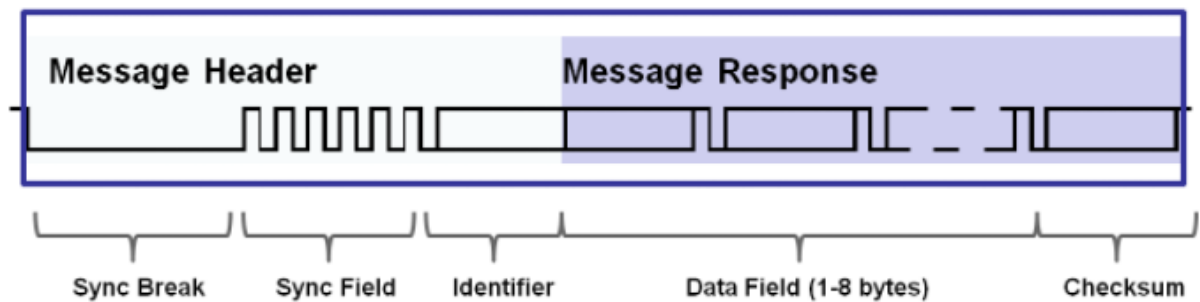 Message Header
Message Response
Sync Break
Sync Field
Identifier
Data Field (1-8 bytes)
Checksum